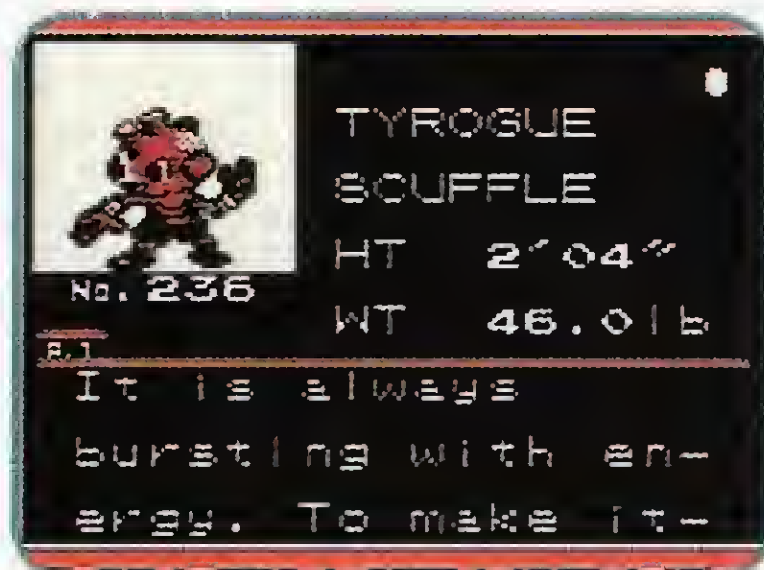 TYROGUE
SCUFFLE
HT 2´04"
WT 46.0lb
No. 236
P.1
It is always
bursting with en-
ergy. To make it-